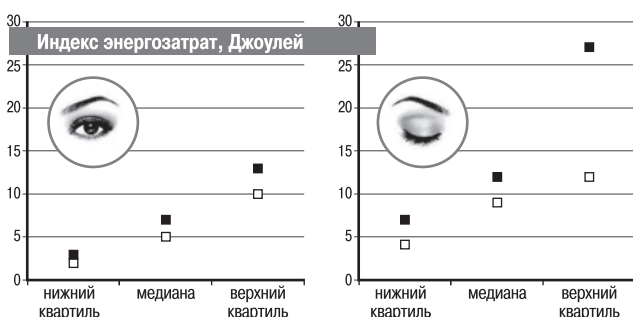 Индекс энергозатрат, Джоулей
30
25
20
15
10
5
0
нижний
квартиль
медиана
верхний
квартиль
30
25
20
15
10
5
0
нижний
квартиль
медиана
верхний
квартиль